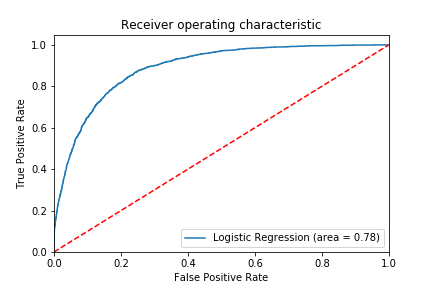 Receiver operating characteristic
True Positive Rate
1.0
0.8
0.6
0.4
0.2
0.0
Logistic Regression (area = 0.78)
0.0 0.2 0.4 0.6 0.8 1.0
False Positive Rate